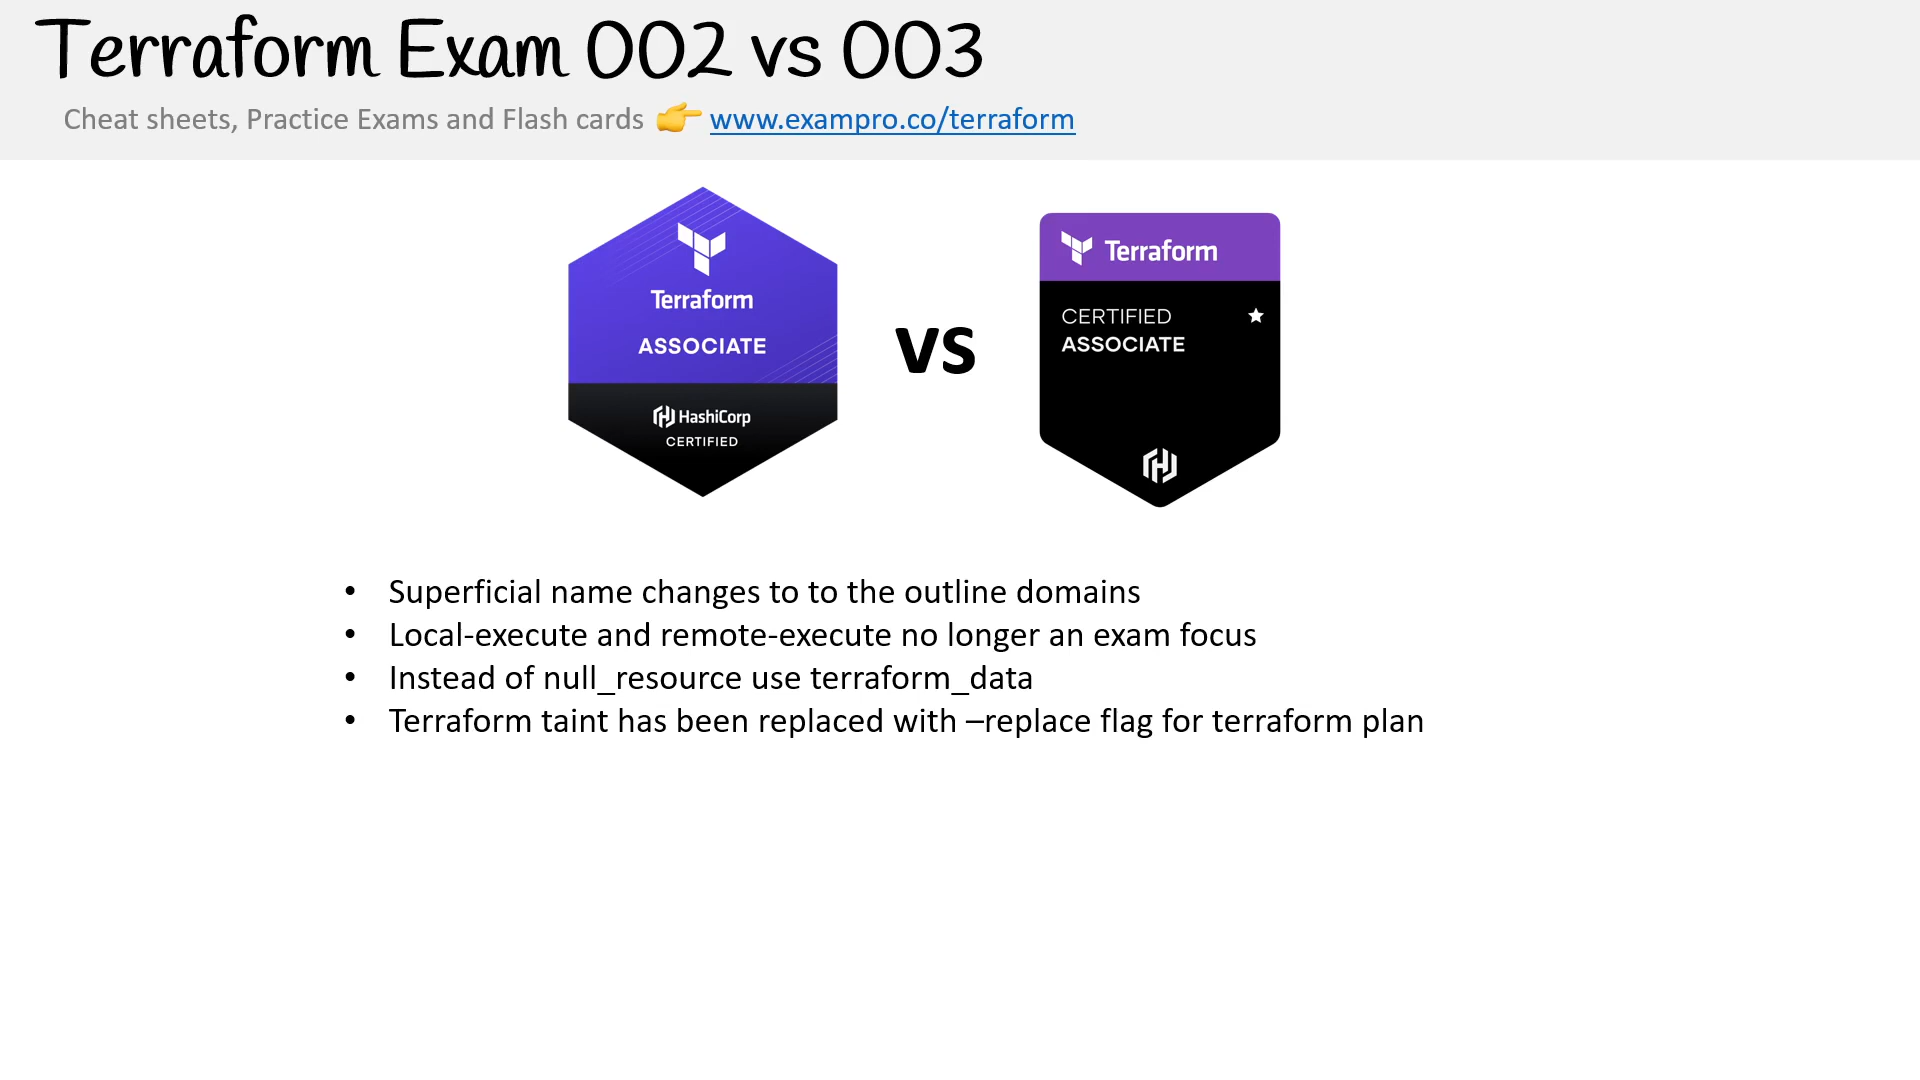 Terraform Exam 002 vs 003
Cheat sheets, Practice Exams and Flash cards 👉 www.exampro.co/terraform
Terraform
ASSOCIATE
HashiCorp
CERTIFIED
vs
Terraform
CERTIFIED
ASSOCIATE
• Superficial name changes to to the outline domains
• Local-execute and remote-execute no longer an exam focus
• Instead of null_resource use terraform_data
• Terraform taint has been replaced with –replace flag for terraform plan